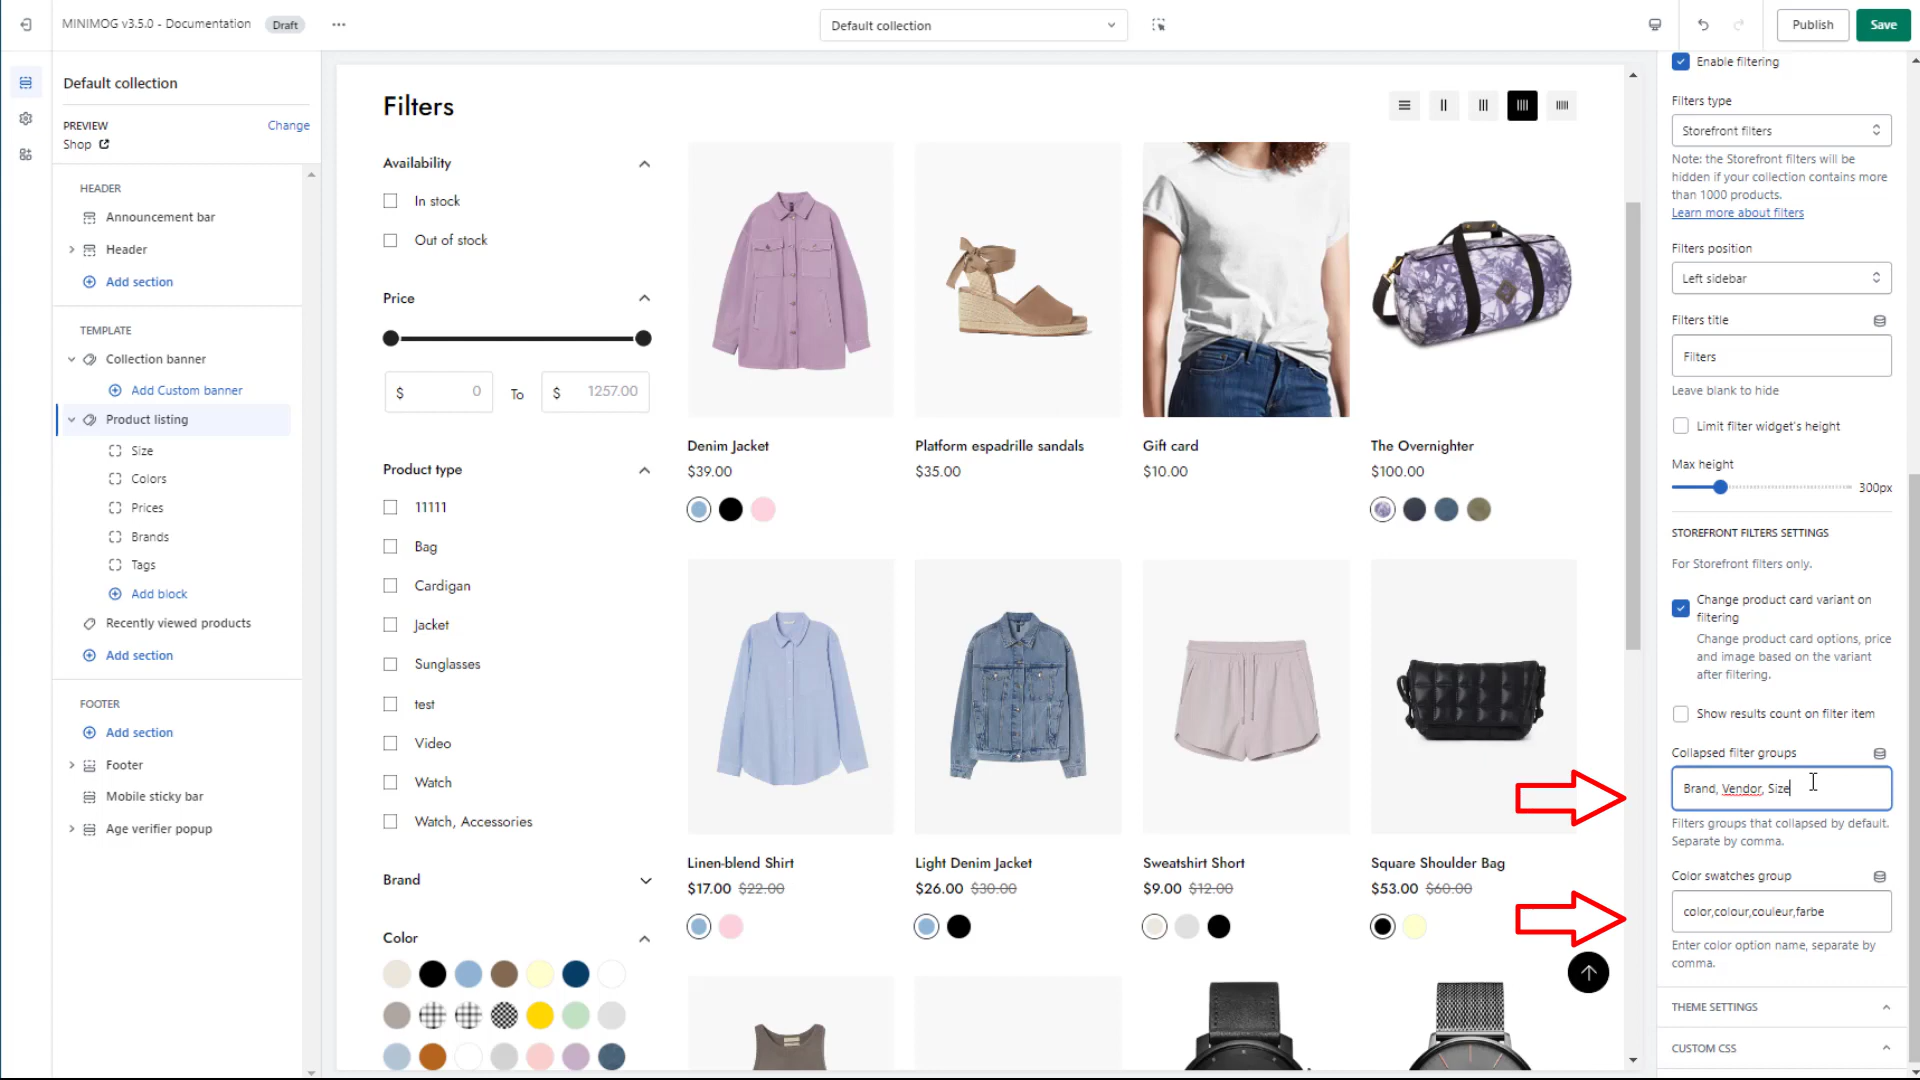 MINIMOG v3.5.0 - Documentation
Draft
Default collection
Publish
Save
Default collection
PREVIEW
Change
Shop
HEADER
Announcement bar
Header
Add section
TEMPLATE
Collection banner
Add Custom banner
Product listing
Size
Colors
Prices
Brands
Tags
Add block
Recently viewed products
Add section
FOOTER
Add section
Footer
Mobile sticky bar
Age verifier popup
Filters
Availability
In stock
Out of stock
Price
$ 0 To $ 1257.00
Product type
11111
Bag
Cardigan
Jacket
Sunglasses
test
Video
Watch
Watch, Accessories
Brand
Color
Denim Jacket
$39.00
Platform espadrille sandals
$35.00
Gift card
$10.00
The Overnighter
$100.00
Linen-blend Shirt
$17.00 $22.00
Light Denim Jacket
$26.00 $30.00
Sweatshirt Short
$9.00 $12.00
Square Shoulder Bag
$53.00 $60.00
Enable filtering
Filters type
Storefront filters
Note: the Storefront filters will be
hidden if your collection contains more
than 1000 products.
Learn more about filters
Filters position
Left sidebar
Filters title
Filters
Leave blank to hide
Limit filter widget's height
Max height
300px
STOREFRONT FILTERS SETTINGS
For Storefront filters only.
Change product card variant on
filtering
Change product card options, price
and image based on the variant
after filtering.
Show results count on filter item
Collapsed filter groups
Brand, Vendor, Size
Filters groups that collapsed by default.
Separate by comma.
Color swatches group
color,colour,couleur,farbe
Enter color option name, separate by
comma.
THEME SETTINGS
CUSTOM CSS